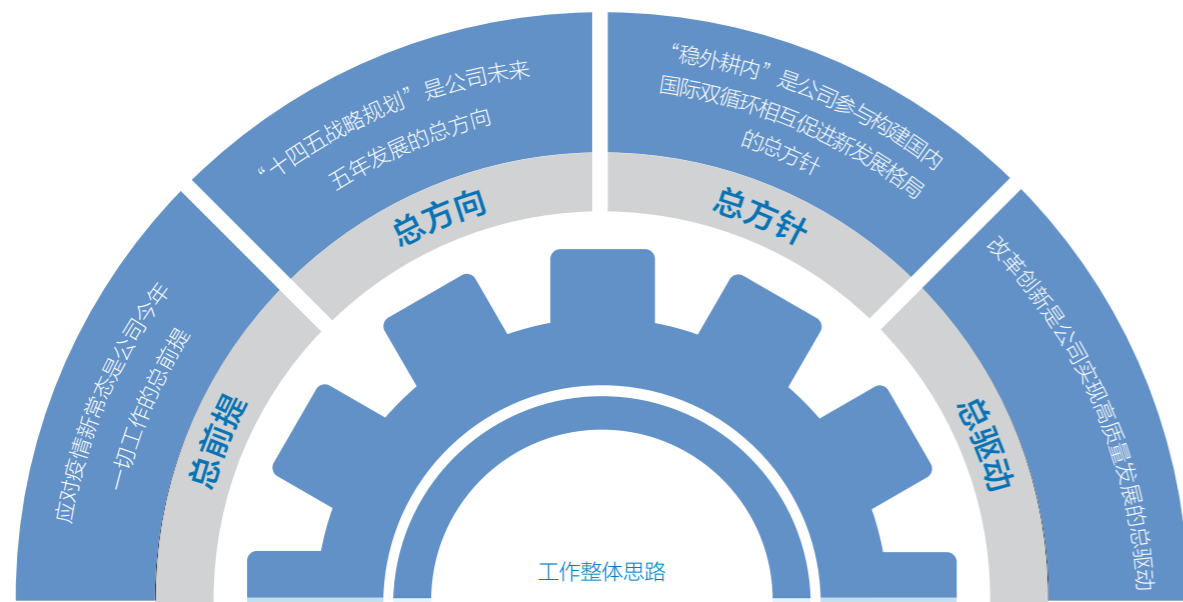 应对疫情新常态是公司今年
一切工作的总前提
总前提
“十四五战略规划”是公司未来
五年发展的总方向
总方向
“稳外耕内”是公司参与构建国内
国际双循环相互促进新发展格局
的总方针
总方针
改革创新是公司实现高质量发展的总驱动
总驱动
工作整体思路